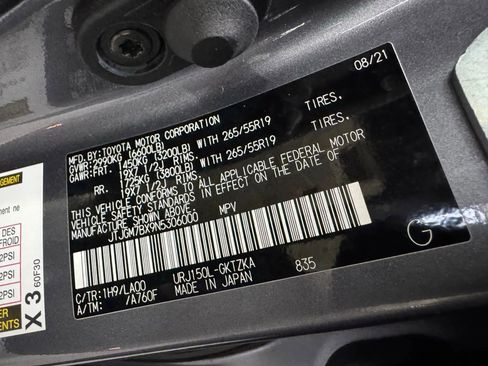 MFD.BY:TOYOTA MOTOR CORPORATION 08/21
GVWR: 2990KG (6600LB)
GAWR:FRT. 1450KG (3200LB) WITH 265/55R19 TIRES,
19X7 1/2J RIMS,
RR. 1725KG (3800LB) WITH 265/55R19 TIRES,
19X7 1/2J RIMS,
THIS VEHICLE CONFORMS TO ALL APPLICABLE FEDERAL MOTOR
VEHICLE SAFETY STANDARDS IN EFFECT ON THE DATE OF
MANUFACTURE SHOWN ABOVE.
JTJGM7BX9N5306000 MPV
G
C/TR:1H9/LA00 URJ150L-GKTZKA 835
A/TM: /A760F MADE IN JAPAN
X 3
60F30